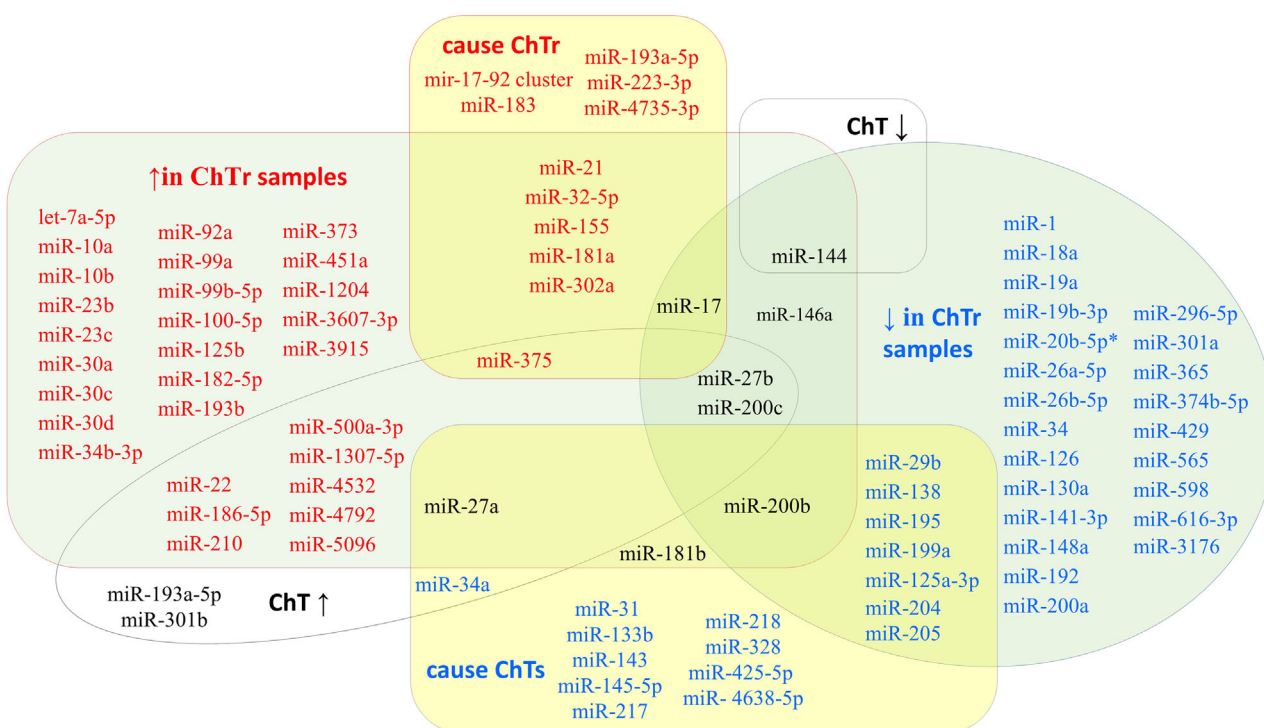 cause ChTr
mir-17-92 cluster
miR-183
miR-193a-5p
miR-223-3p
miR-4735-3p
ChT ↓
↑in ChTr samples
let-7a-5p
miR-10a
miR-10b
miR-23b
miR-23c
miR-30a
miR-30c
miR-30d
miR-34b-3p
miR-92a
miR-99a
miR-99b-5p
miR-100-5p
miR-125b
miR-182-5p
miR-193b
miR-373
miR-451a
miR-1204
miR-3607-3p
miR-3915
miR-22
miR-186-5p
miR-210
miR-500a-3p
miR-1307-5p
miR-4532
miR-4792
miR-5096
miR-21
miR-32-5p
miR-155
miR-181a
miR-302a
miR-17
miR-375
miR-144
miR-146a
miR-27b
miR-200c
miR-27a
miR-200b
miR-181b
miR-34a
miR-193a-5p
miR-301b
ChT ↑
↓ in ChTr
samples
miR-1
miR-18a
miR-19a
miR-19b-3p
miR-20b-5p*
miR-26a-5p
miR-26b-5p
miR-34
miR-126
miR-130a
miR-141-3p
miR-148a
miR-192
miR-200a
miR-296-5p
miR-301a
miR-365
miR-374b-5p
miR-429
miR-565
miR-598
miR-616-3p
miR-3176
miR-29b
miR-138
miR-195
miR-199a
miR-125a-3p
miR-204
miR-205
cause ChTs
miR-31
miR-133b
miR-143
miR-145-5p
miR-217
miR-218
miR-328
miR-425-5p
miR- 4638-5p